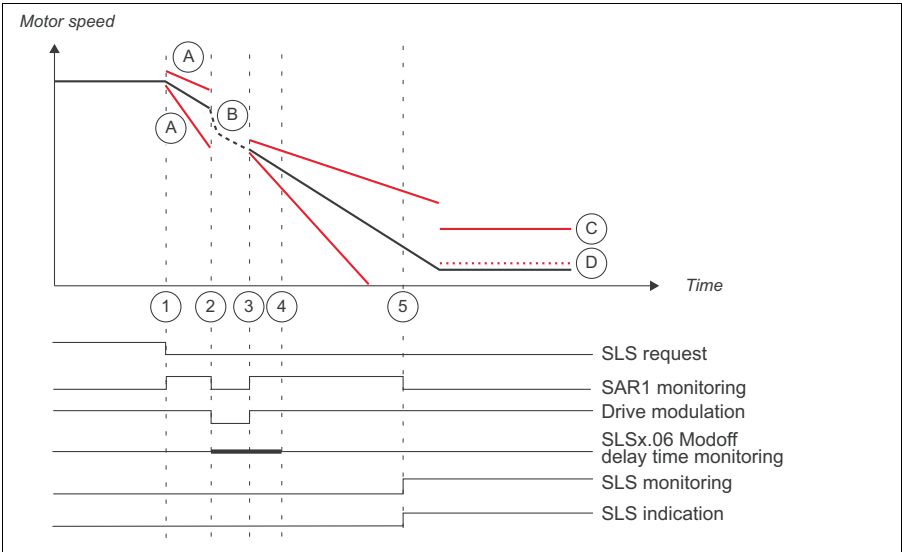 Motor speed
A
A
B
C
D
Time
1 2 3 4 5
SLS request
SAR1 monitoring
Drive modulation
SLSx.06 Modoff
delay time monitoring
SLS monitoring
SLS indication